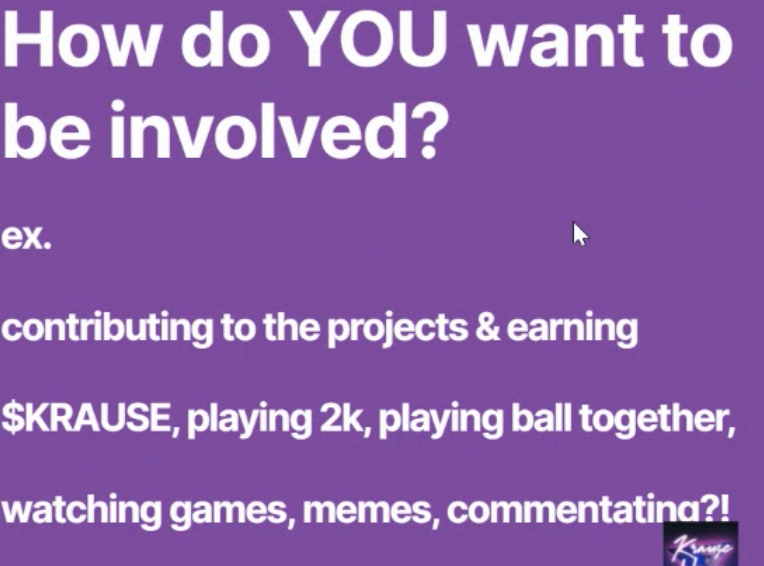 How do YOU want to
be involved?
ex.
contributing to the projects & earning
$KRAUSE, playing 2k, playing ball together,
watching games, memes, commentating?!
Krause